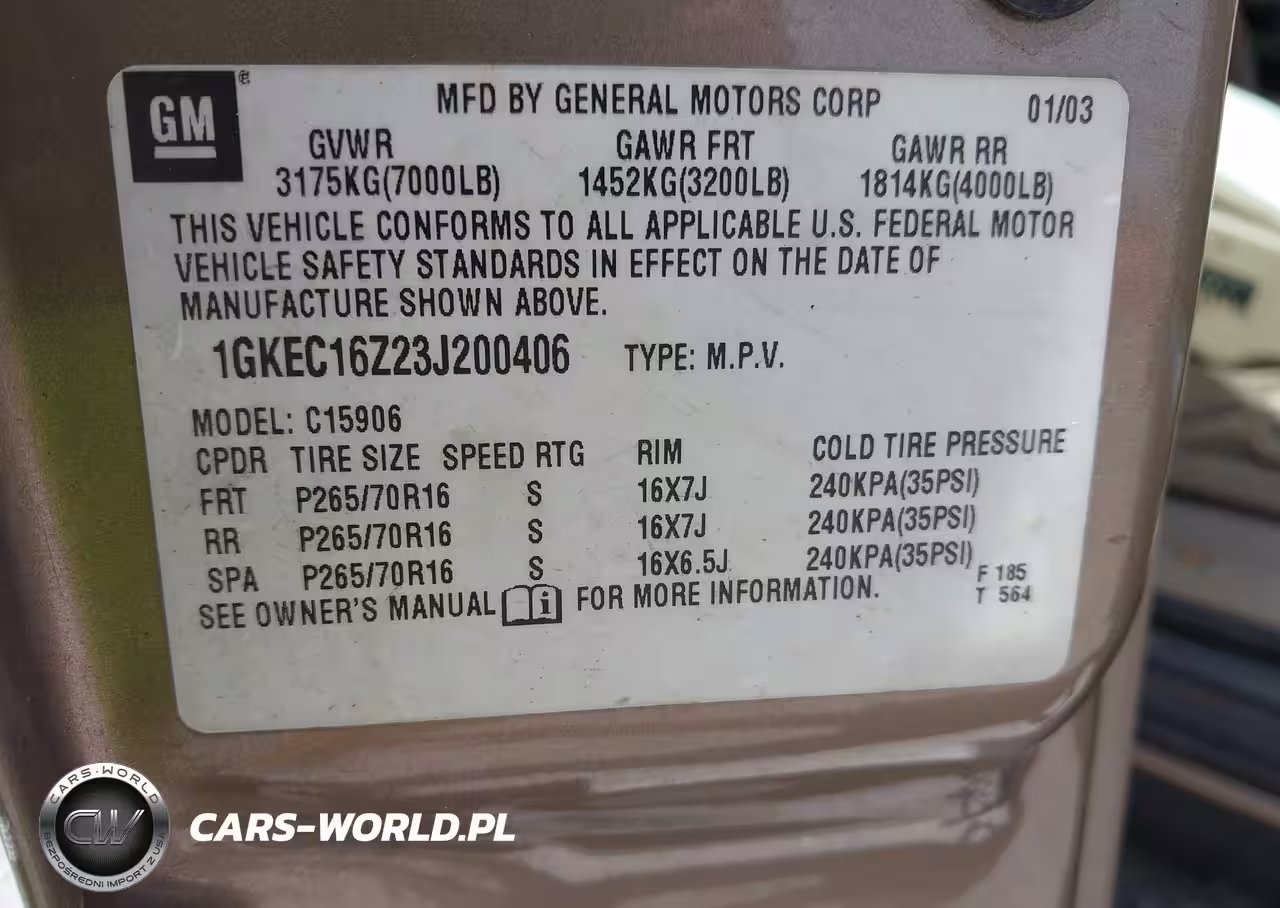 GM ®
MFD BY GENERAL MOTORS CORP 01/03
GVWR GAWR FRT GAWR RR
3175KG(7000LB) 1452KG(3200LB) 1814KG(4000LB)
THIS VEHICLE CONFORMS TO ALL APPLICABLE U.S. FEDERAL MOTOR
VEHICLE SAFETY STANDARDS IN EFFECT ON THE DATE OF
MANUFACTURE SHOWN ABOVE.
1GKEC16Z23J200406 TYPE: M.P.V.
MODEL: C15906
CPDR TIRE SIZE SPEED RTG RIM COLD TIRE PRESSURE
FRT P265/70R16 S 16X7J 240KPA(35PSI)
RR P265/70R16 S 16X7J 240KPA(35PSI)
SPA P265/70R16 S 16X6.5J 240KPA(35PSI)
F 185
T 564
SEE OWNER'S MANUAL i FOR MORE INFORMATION.
CARS-WORLD
CW
BEZPOŚREDNI IMPORT Z USA
CARS-WORLD.PL